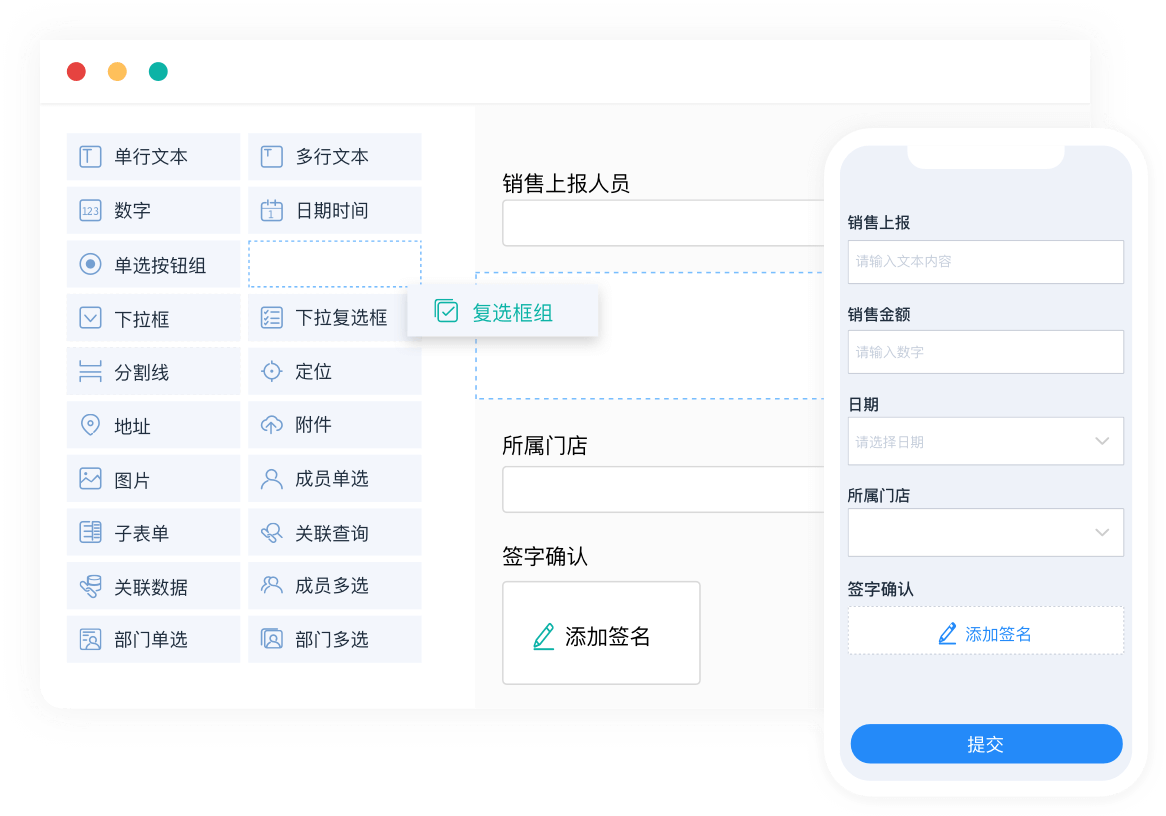 单行文本
多行文本
123
数字
1
日期时间
单选按钮组
下拉框
下拉复选框
分割线
定位
地址
附件
图片
成员单选
子表单
关联查询
关联数据
成员多选
部门单选
部门多选
复选框组
销售上报人员
所属门店
签字确认
添加签名
销售上报
请输入文本内容
销售金额
请输入数字
日期
请选择日期
所属门店
签字确认
添加签名
提交